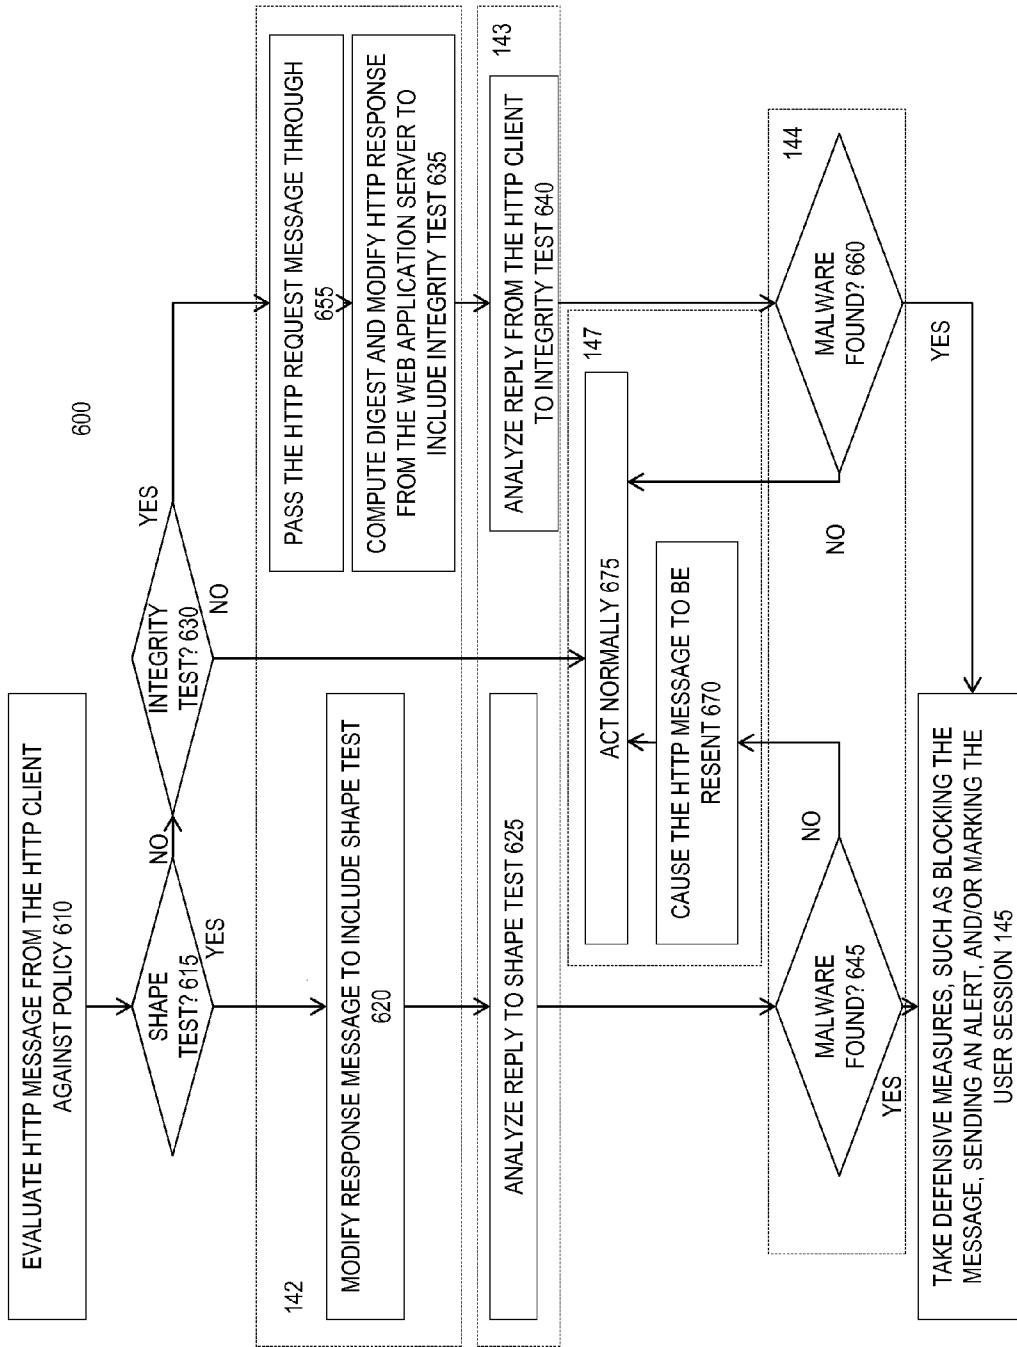 600
EVALUATE HTTP MESSAGE FROM THE HTTP CLIENT
AGAINST POLICY 610
SHAPE
TEST? 615
NO
YES
INTEGRITY
TEST? 630
YES
NO
142
MODIFY RESPONSE MESSAGE TO INCLUDE SHAPE TEST
620
PASS THE HTTP REQUEST MESSAGE THROUGH
655
COMPUTE DIGEST AND MODIFY HTTP RESPONSE
FROM THE WEB APPLICATION SERVER TO
INCLUDE INTEGRITY TEST 635
143
ANALYZE REPLY TO SHAPE TEST 625
ANALYZE REPLY FROM THE HTTP CLIENT
TO INTEGRITY TEST 640
147
ACT NORMALLY 675
CAUSE THE HTTP MESSAGE TO BE
RESENT 670
144
MALWARE
FOUND? 645
NO
YES
MALWARE
FOUND? 660
NO
YES
TAKE DEFENSIVE MEASURES, SUCH AS BLOCKING THE
MESSAGE, SENDING AN ALERT, AND/OR MARKING THE
USER SESSION 145